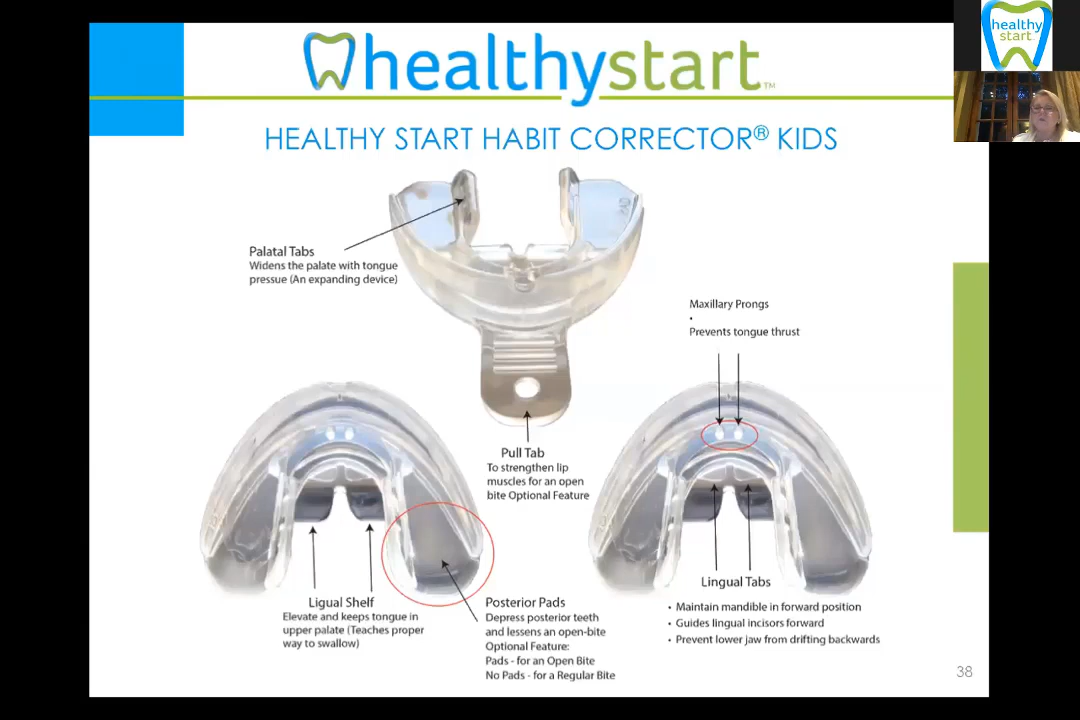 healthystart™
HEALTHY START HABIT CORRECTOR® KIDS
healthy
start
Palatal Tabs
Widens the palate with tongue
pressue (An expanding device)
Maxillary Prongs
•
Prevents tongue thrust
Pull Tab
To strengthen lip
muscles for an open
bite Optional Feature
Ligual Shelf
Elevate and keeps tongue in
upper palate (Teaches proper
way to swallow)
Posterior Pads
Depress posterior teeth
and lessens an open-bite
Optional Feature:
Pads - for an Open Bite
No Pads - for a Regular Bite
Lingual Tabs
• Maintain mandible in forward position
• Guides lingual incisors forward
• Prevent lower jaw from drifting backwards
38